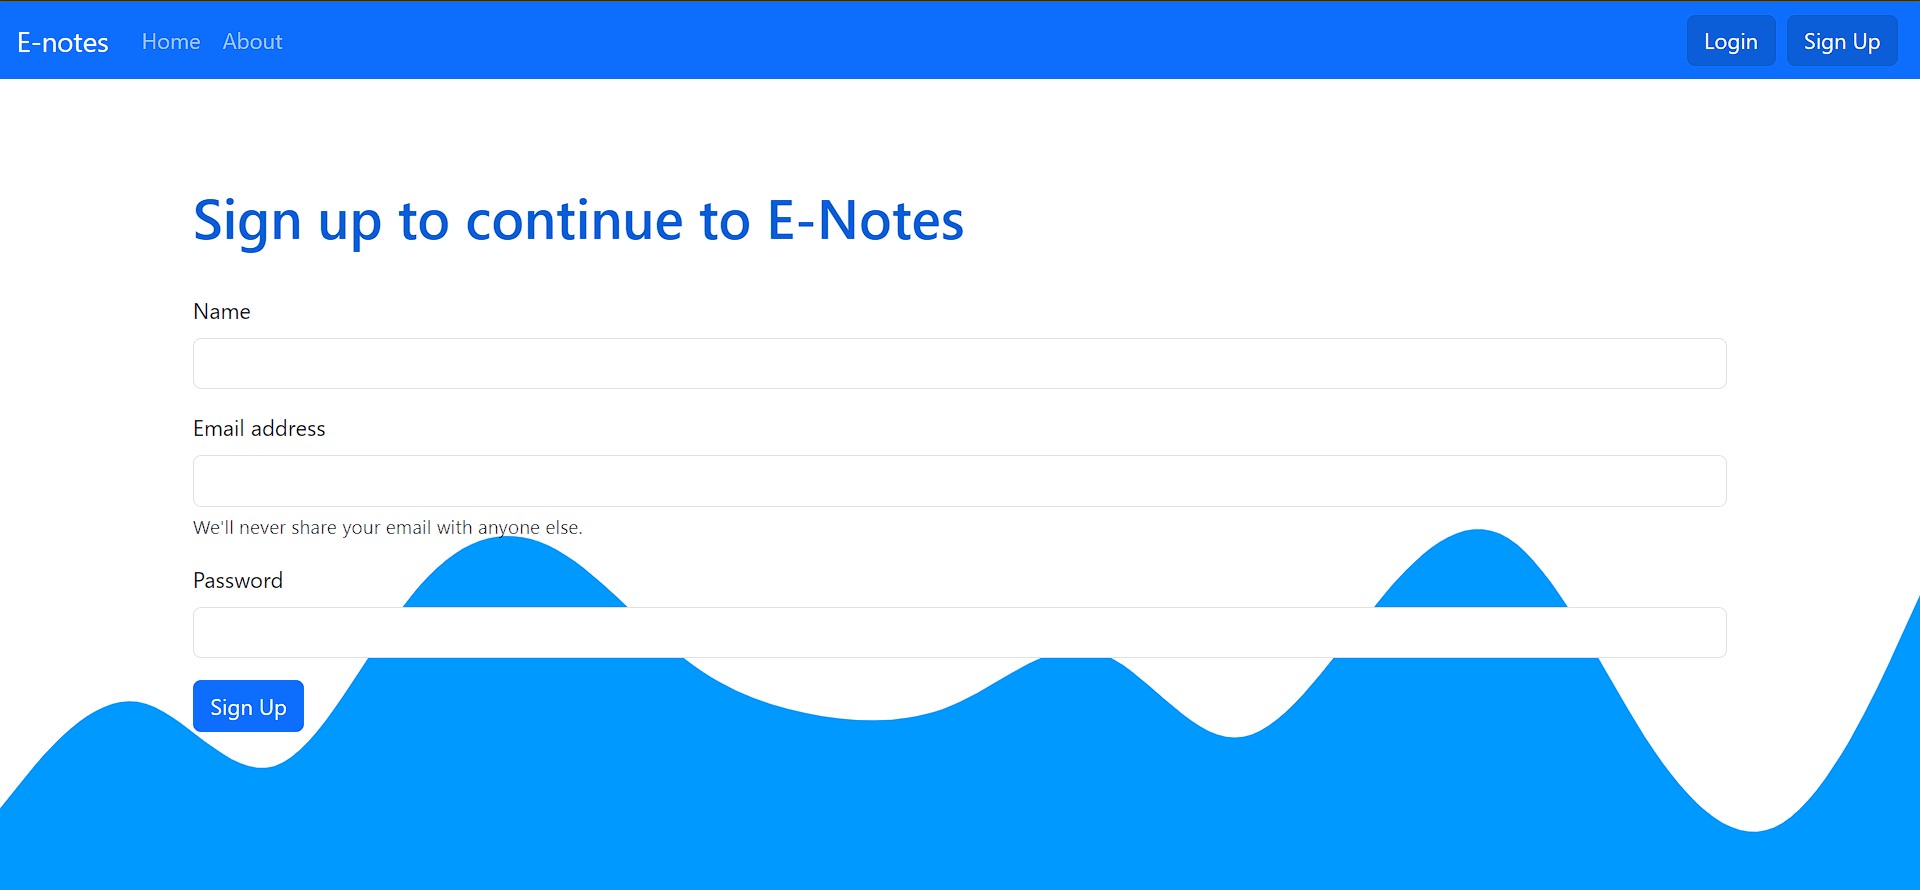 E-notes Home About Login Sign Up
Sign up to continue to E-Notes
Name
Email address
We'll never share your email with anyone else.
Password
Sign Up